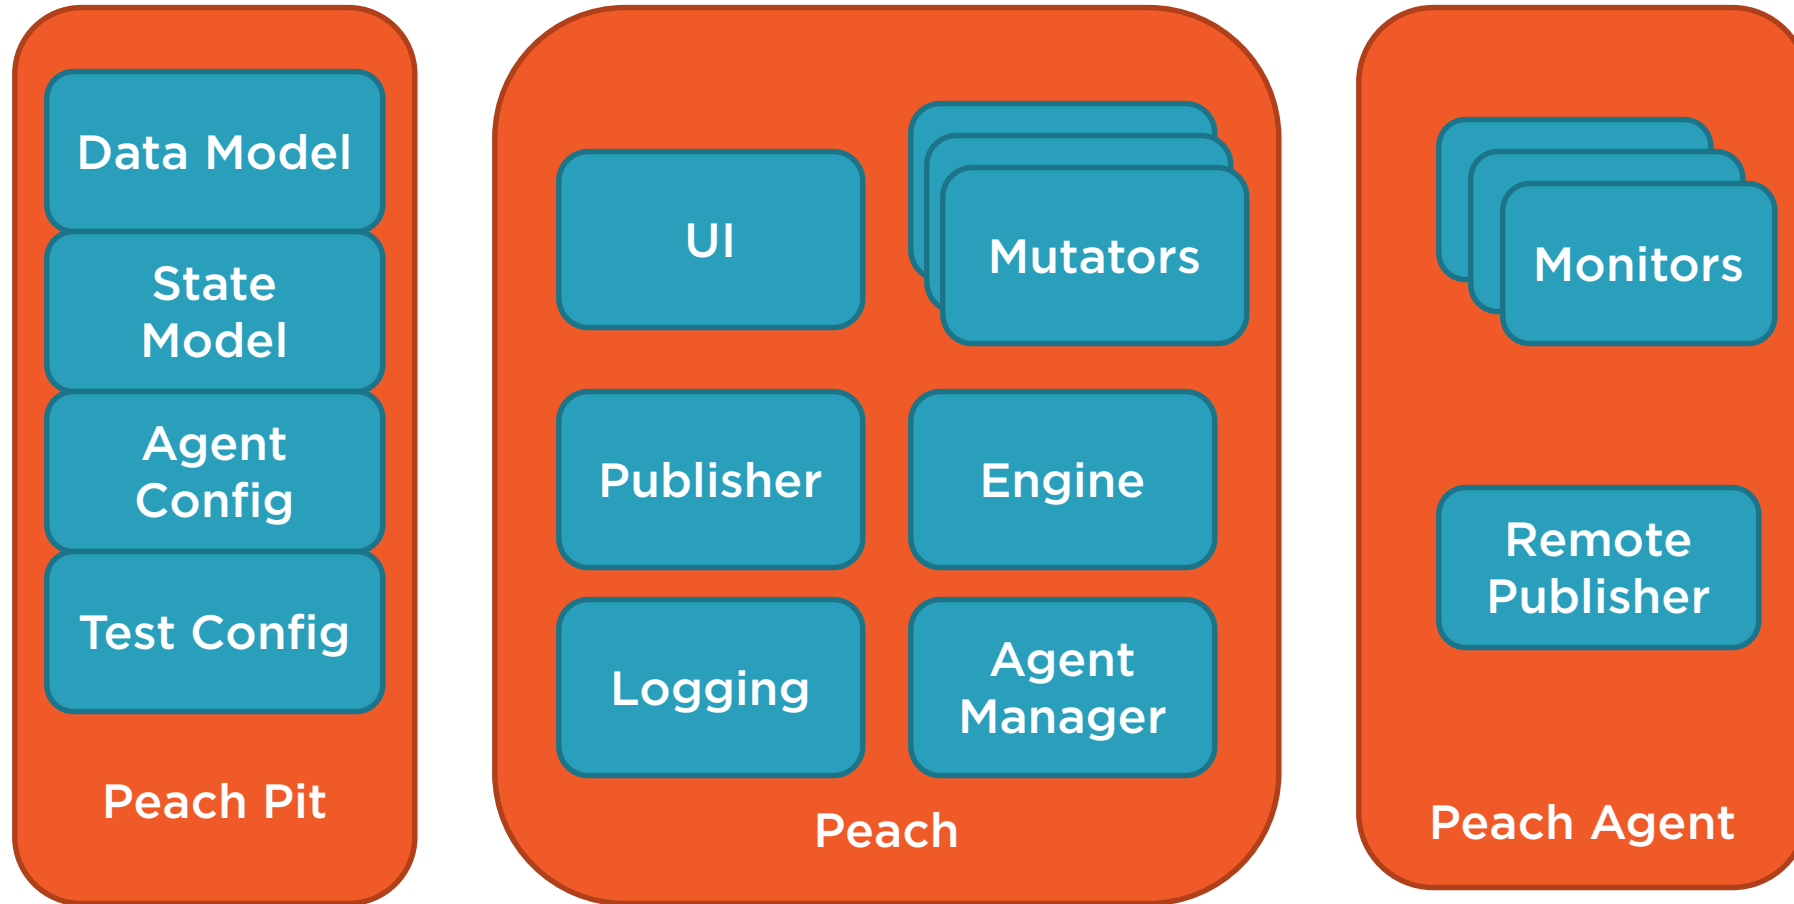 Data Model
State
Model
Agent
Config
Test Config
Peach Pit
UI
Mutators
Publisher
Engine
Logging
Agent
Manager
Peach
Monitors
Remote
Publisher
Peach Agent